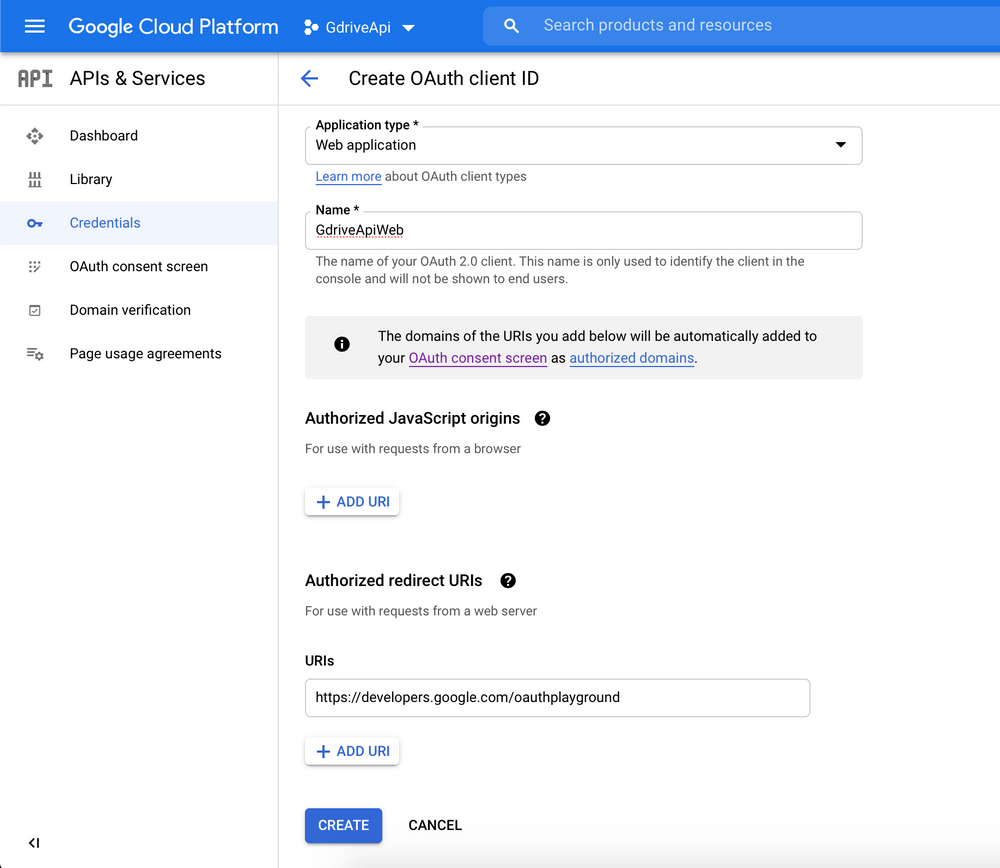 Google Cloud Platform
GdriveApi
Search products and resources
API
APIs & Services
Create OAuth client ID
Dashboard
Library
Credentials
OAuth consent screen
Domain verification
Page usage agreements
Application type *
Web application
Learn more about OAuth client types
Name *
GdriveApiWeb
The name of your OAuth 2.0 client. This name is only used to identify the client in the
console and will not be shown to end users.
The domains of the URIs you add below will be automatically added to
your OAuth consent screen as authorized domains.
Authorized JavaScript origins
For use with requests from a browser
+ ADD URI
Authorized redirect URIs
For use with requests from a web server
URIs
https://developers.google.com/oauthplayground
+ ADD URI
CREATE
CANCEL